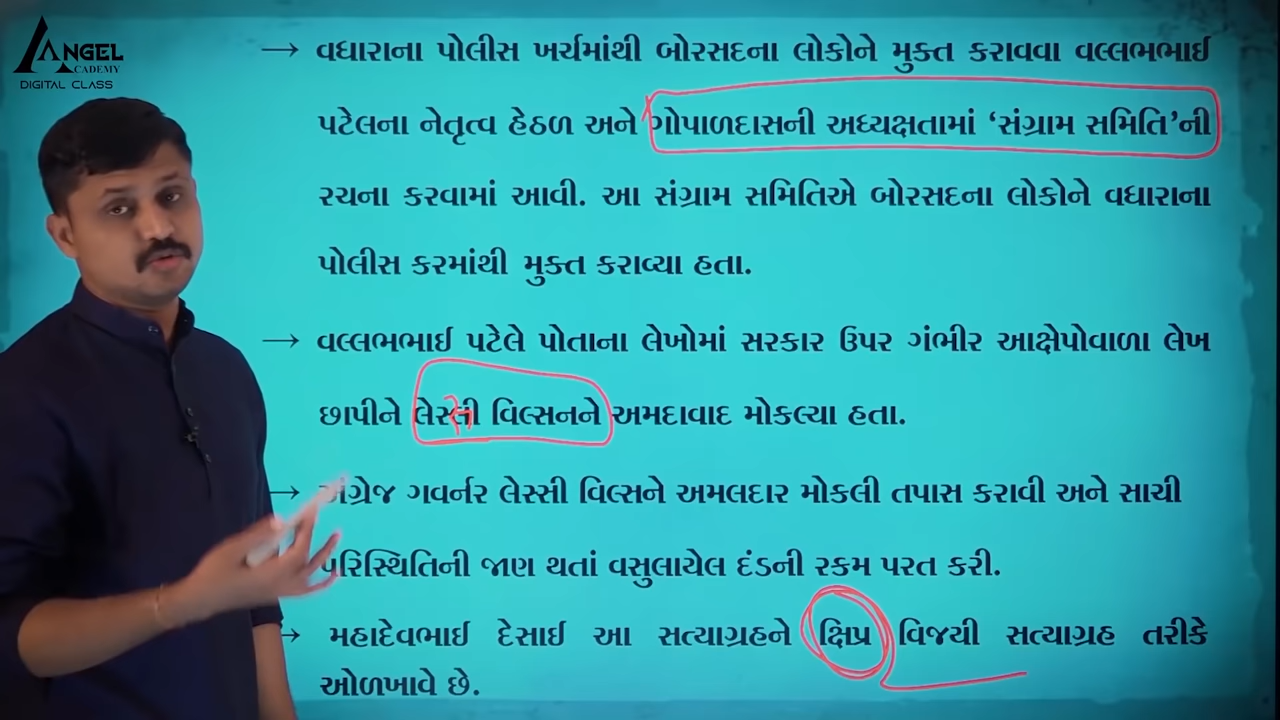 ANGEL
ACADEMY
DIGITAL CLASS
→ વધારાના પોલીસ ખર્ચમાંથી બોરસદના લોકોને મુક્ત કરાવવા વલ્લભભાઈ
પટેલના નેતૃત્વ હેઠળ અને ગોપાળદાસની અધ્યક્ષતામાં ‘સંગ્રામ સમિતિ’ની
રચના કરવામાં આવી. આ સંગ્રામ સમિતિએ બોરસદના લોકોને વધારાના
પોલીસ કરમાંથી મુક્ત કરાવ્યા હતા.
→ વલ્લભભાઈ પટેલે પોતાના લેખોમાં સરકાર ઉપર ગંભીર આક્ષેપોવાળા લેખ
છાપીને લેસ્સી વિલ્સનને અમદાવાદ મોકલ્યા હતા.
→ અંગ્રેજ ગવર્નર લેસ્સી વિલ્સને અમલદાર મોકલી તપાસ કરાવી અને સાચી
પરિસ્થિતિની જાણ થતાં વસુલાયેલ દંડની રકમ પરત કરી.
→ મહાદેવભાઈ દેસાઈ આ સત્યાગ્રહને ક્ષિપ્ર વિજયી સત્યાગ્રહ તરીકે
ઓળખાવે છે.